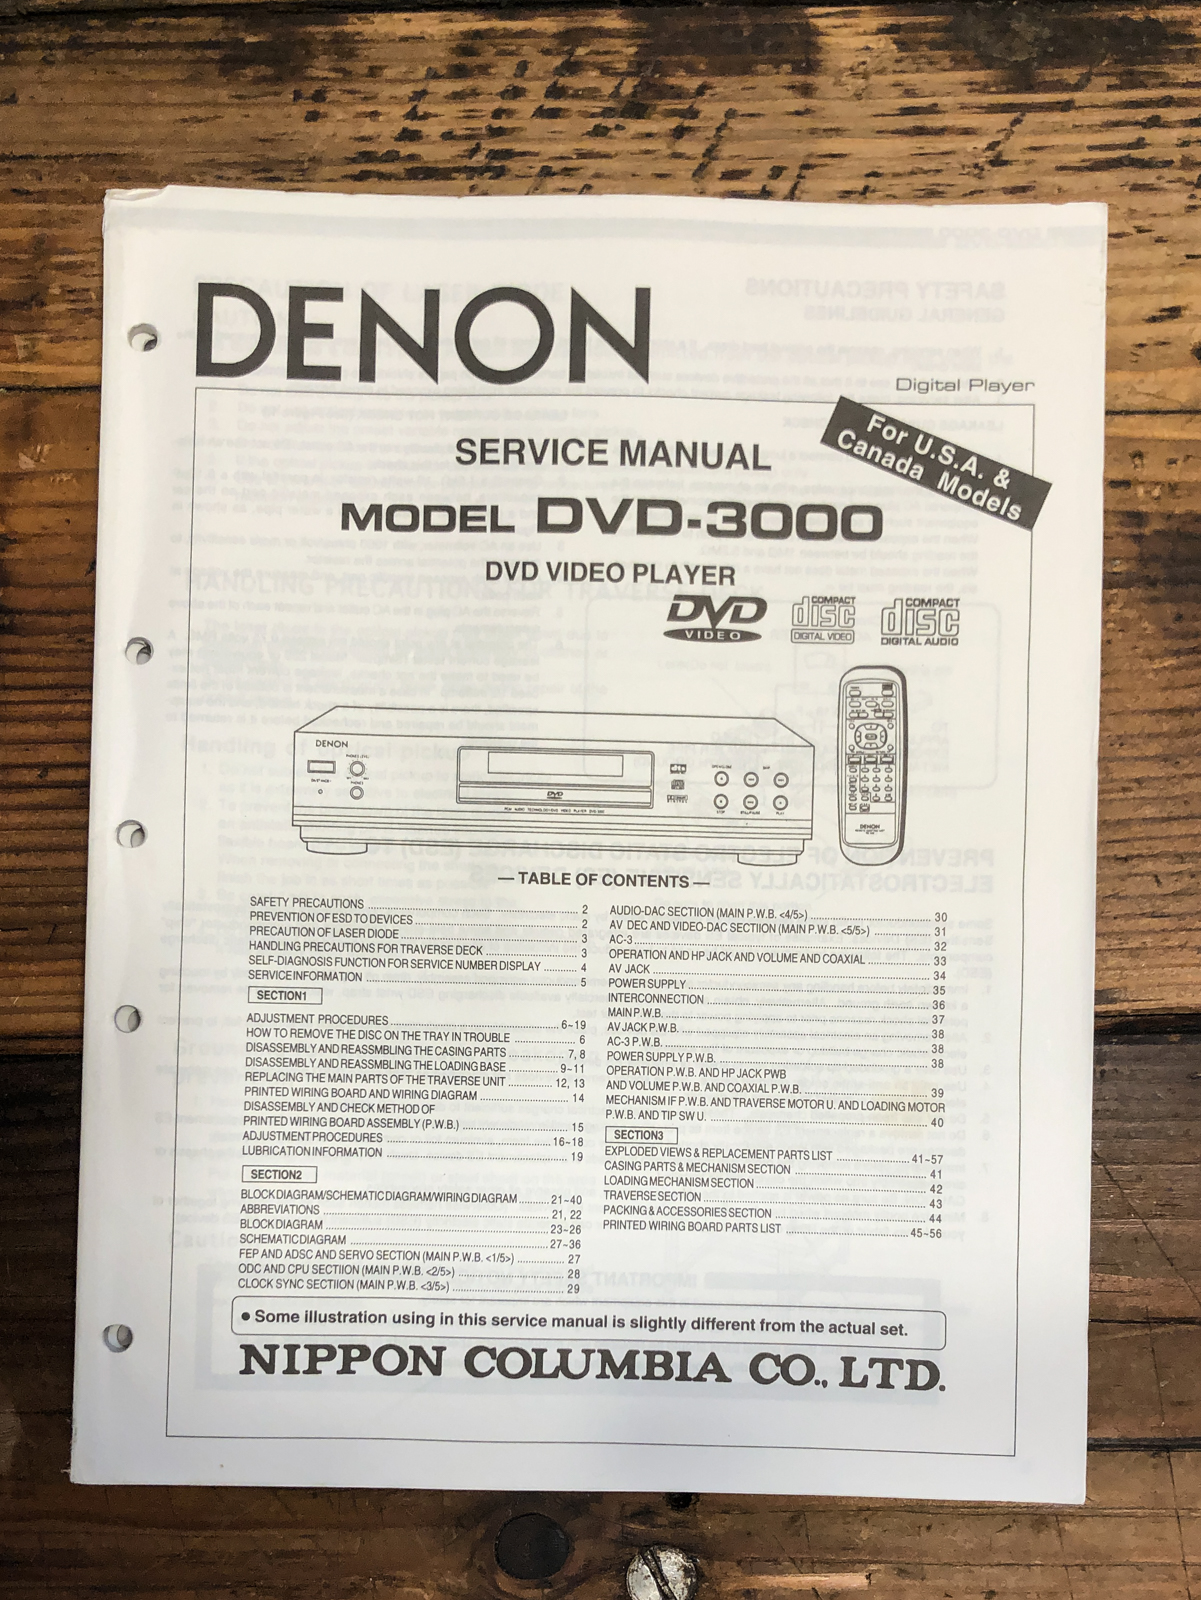 DENON
Digital Player
For U.S.A. &
Canada Models
SERVICE MANUAL
MODEL DVD-3000
DVD VIDEO PLAYER
DVD VIDEO
COMPACT disc DIGITAL VIDEO
COMPACT disc DIGITAL AUDIO
DENON
DVD
DENON
— TABLE OF CONTENTS —
SAFETY PRECAUTIONS 2
PREVENTION OF ESD TO DEVICES 2
PRECAUTION OF LASER DIODE 3
HANDLING PRECAUTIONS FOR TRAVERSE DECK 3
SELF-DIAGNOSIS FUNCTION FOR SERVICE NUMBER DISPLAY 4
SERVICE INFORMATION 5
SECTION1
ADJUSTMENT PROCEDURES 6~19
HOW TO REMOVE THE DISC ON THE TRAY IN TROUBLE 6
DISASSEMBLY AND REASSMBLING THE CASING PARTS 7, 8
DISASSEMBLY AND REASSMBLING THE LOADING BASE 9~11
REPLACING THE MAIN PARTS OF THE TRAVERSE UNIT 12, 13
PRINTED WIRING BOARD AND WIRING DIAGRAM 14
DISASSEMBLY AND CHECK METHOD OF
PRINTED WIRING BOARD ASSEMBLY (P.W.B.) 15
ADJUSTMENT PROCEDURES 16~18
LUBRICATION INFORMATION 19
SECTION2
BLOCK DIAGRAM/SCHEMATIC DIAGRAM/WIRING DIAGRAM 21~40
ABBREVIATIONS 21, 22
BLOCK DIAGRAM 23~26
SCHEMATIC DIAGRAM 27~36
FEP AND ADSC AND SERVO SECTION (MAIN P.W.B. <1/5>) 27
ODC AND CPU SECTIION (MAIN P.W.B. <2/5>) 28
CLOCK SYNC SECTIION (MAIN P.W.B. <3/5>) 29
AUDIO-DAC SECTIION (MAIN P.W.B. <4/5>) 30
AV DEC AND VIDEO-DAC SECTIION (MAIN P.W.B. <5/5>) 31
AC-3 32
OPERATION AND HP JACK AND VOLUME AND COAXIAL 33
AV JACK 34
POWER SUPPLY 35
INTERCONNECTION 36
MAIN P.W.B. 37
AV JACK P.W.B. 38
AC-3 P.W.B. 38
POWER SUPPLY P.W.B. 38
OPERATION P.W.B. AND HP JACK PWB
AND VOLUME P.W.B. AND COAXIAL P.W.B. 39
MECHANISM IF P.W.B. AND TRAVERSE MOTOR U. AND LOADING MOTOR
P.W.B. AND TIP SW U. 40
SECTION3
EXPLODED VIEWS & REPLACEMENT PARTS LIST 41~57
CASING PARTS & MECHANISM SECTION 41
LOADING MECHANISM SECTION 42
TRAVERSE SECTION 43
PACKING & ACCESSORIES SECTION 44
PRINTED WIRING BOARD PARTS LIST 45~56
● Some illustration using in this service manual is slightly different from the actual set.
NIPPON COLUMBIA CO., LTD.